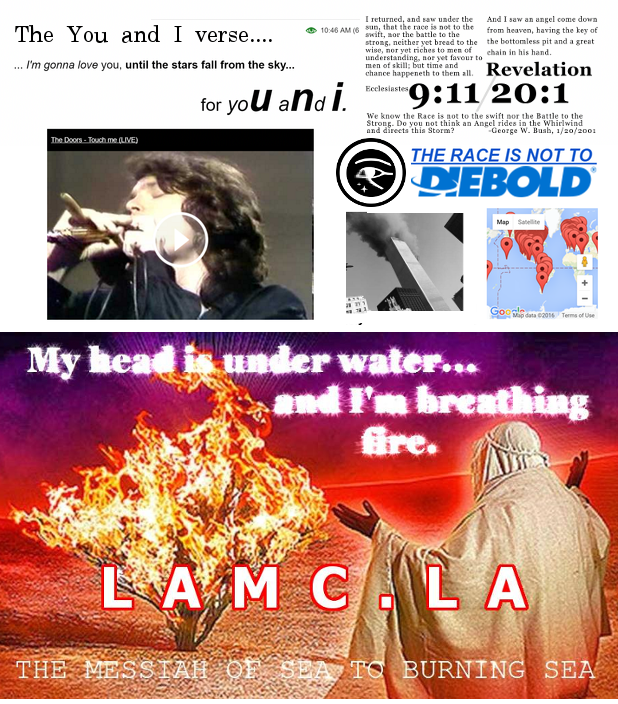 The You and I verse....
10:46 AM (6
... I'm gonna love you, until the stars fall from the sky...
for yoU aNd i.
The Doors - Touch me (LIVE)
I returned, and saw under the
sun, that the race is not to the
swift, nor the battle to the
strong, neither yet bread to the
wise, nor yet riches to men of
understanding, nor yet favour to
men of skill; but time and
chance happeneth to them all.
Ecclesiastes 9:11
And I saw an angel come down
from heaven, having the key of
the bottomless pit and a great
chain in his hand.
Revelation
20:1
We know the Race is not to the swift nor the Battle to the
Strong. Do you not think an Angel rides in the Whirlwind
and directs this Storm? -George W. Bush, 1/20/2001
THE RACE IS NOT TO
DIEBOLD®
Map Satellite
Google Map data ©2016 Terms of Use
My head is under water...
and I'm breathing
fire.
LAMC.LA
THE MESSIAH OF SEA TO BURNING SEA